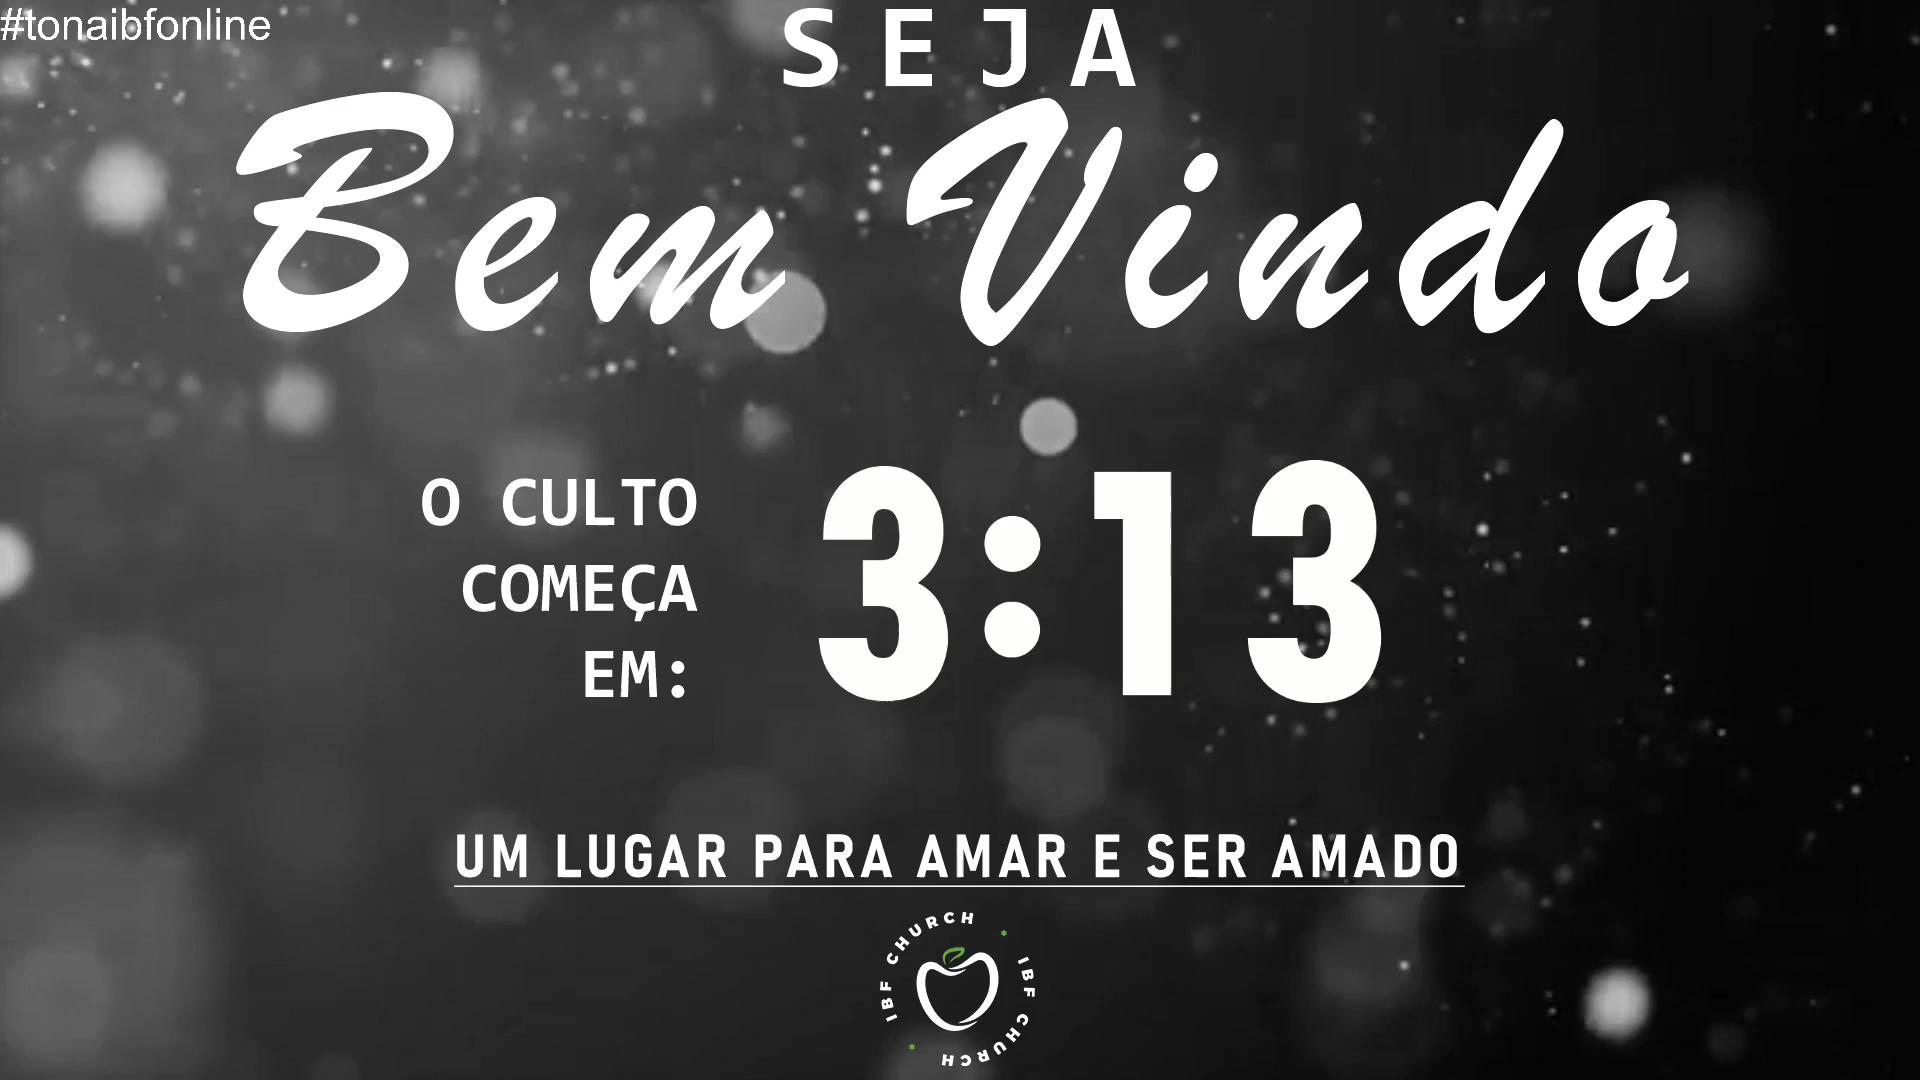 #tonaibfonline
SEJA
Bem Vindo
O CULTO
COMEÇA
EM:
3:13
UM LUGAR PARA AMAR E SER AMADO
IBF CHURCH
IBF CHURCH